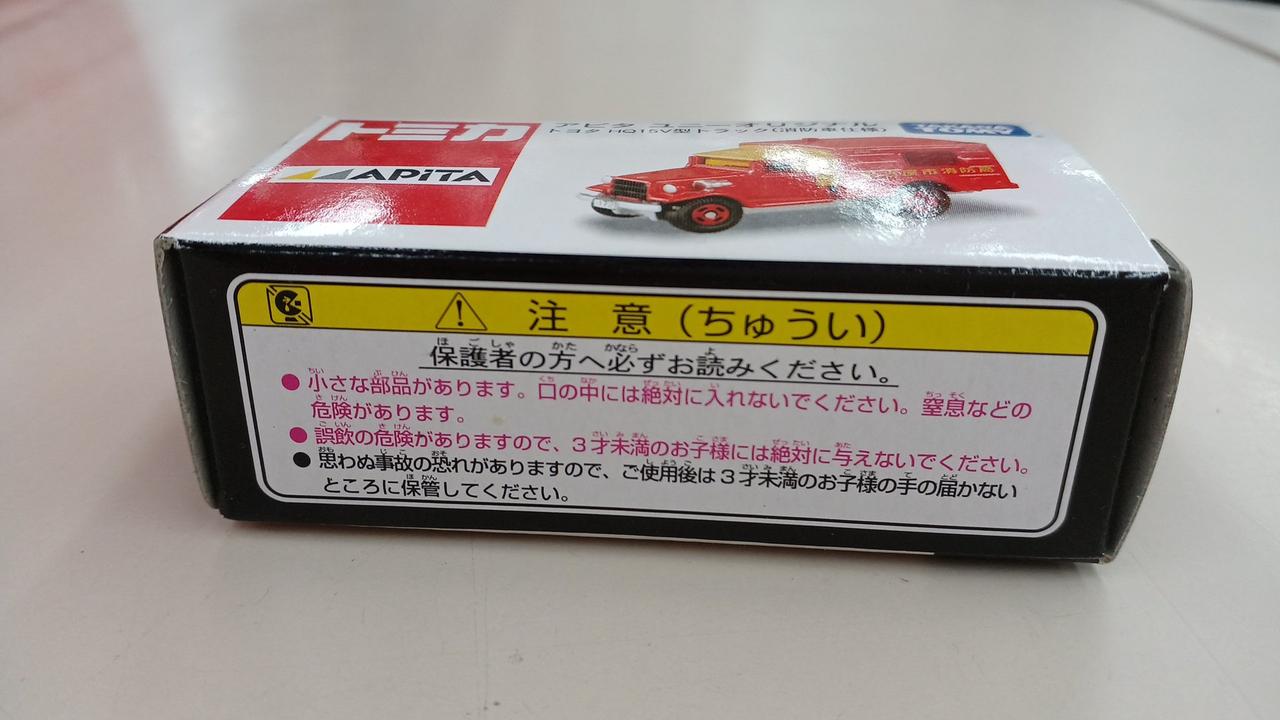 トミカ
APiTA
アピタ ユニーオリジナル
トヨタ HQ15V型トラック(消防車仕様)
TOMY
屋市消防局
注 意 (ちゅうい)
保護者の方へ必ずお読みください。
● 小さな部品があります。口の中には絶対に入れないでください。窒息などの
危険があります。
● 誤飲の危険がありますので、3才未満のお子様には絶対に与えないでください。
● 思わぬ事故の恐れがありますので、ご使用後は3才未満のお子様の手の届かない
ところに保管してください。